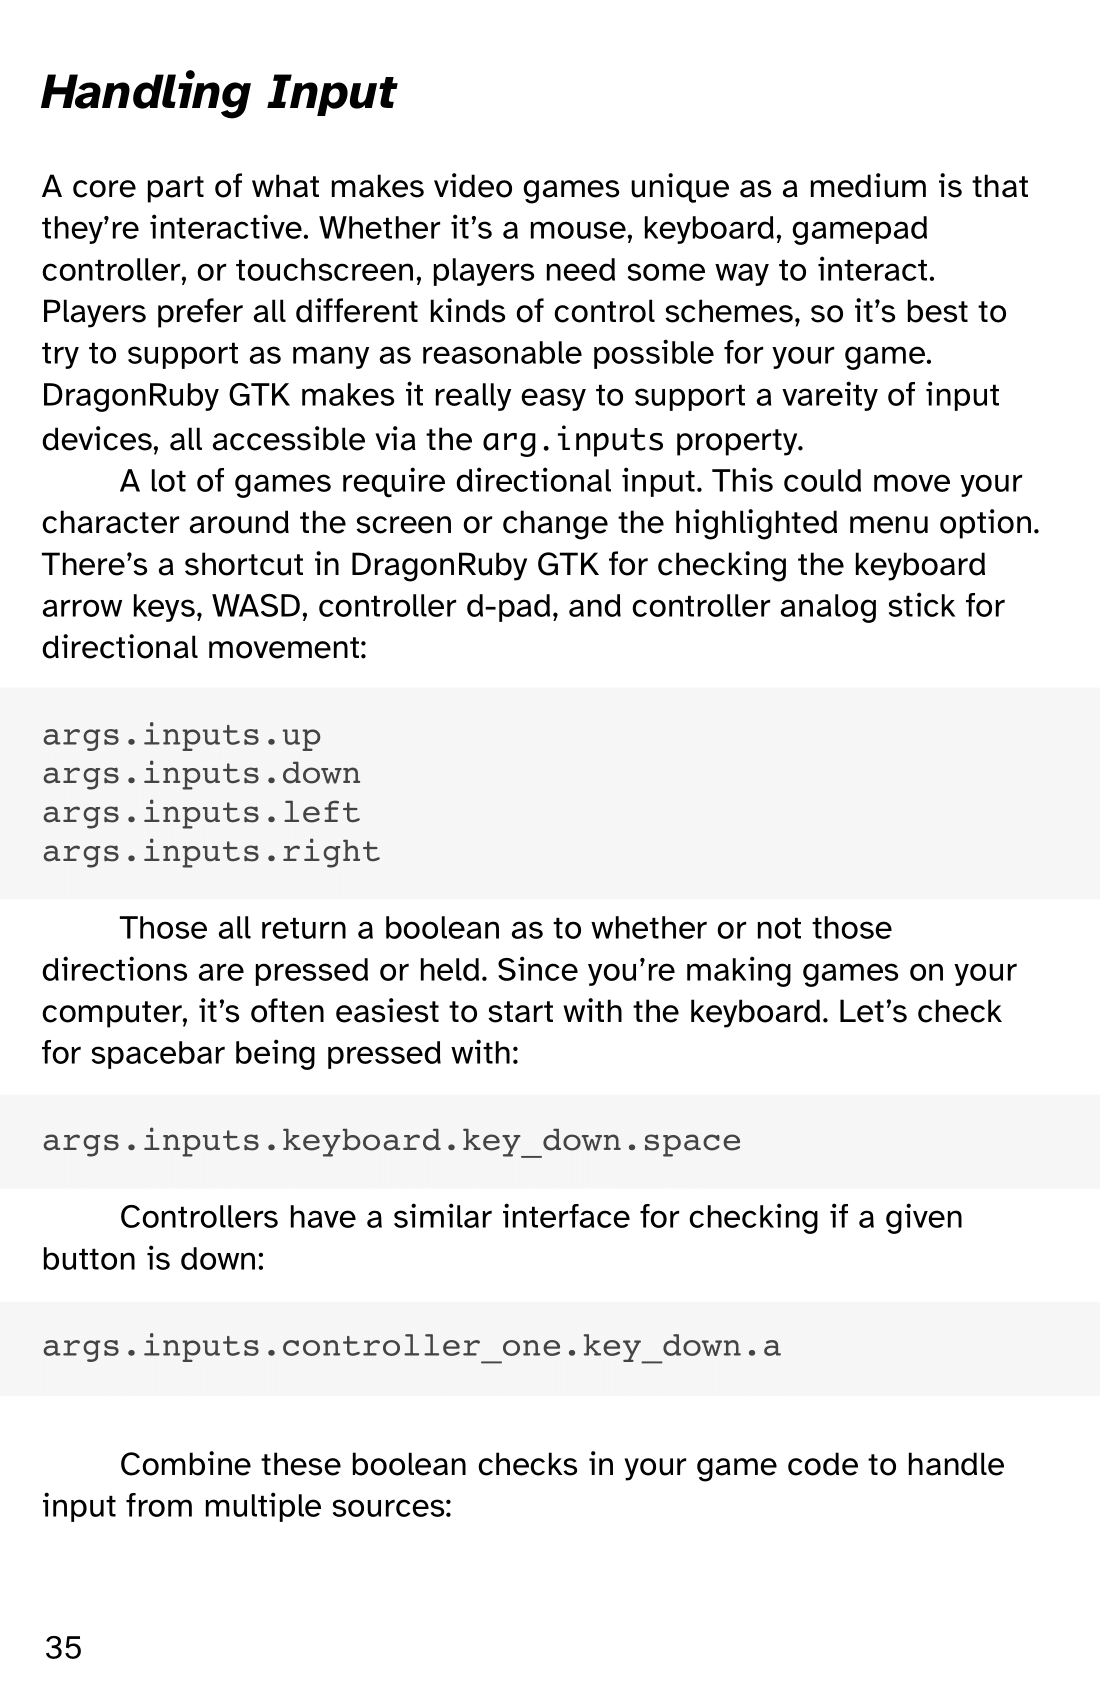 Handling Input
A core part of what makes video games unique as a medium is that
they’re interactive. Whether it’s a mouse, keyboard, gamepad
controller, or touchscreen, players need some way to interact.
Players prefer all different kinds of control schemes, so it’s best to
try to support as many as reasonable possible for your game.
DragonRuby GTK makes it really easy to support a vareity of input
devices, all accessible via the arg.inputs property.
A lot of games require directional input. This could move your
character around the screen or change the highlighted menu option.
There’s a shortcut in DragonRuby GTK for checking the keyboard
arrow keys, WASD, controller d-pad, and controller analog stick for
directional movement:
args.inputs.up
args.inputs.down
args.inputs.left
args.inputs.right
Those all return a boolean as to whether or not those
directions are pressed or held. Since you’re making games on your
computer, it’s often easiest to start with the keyboard. Let’s check
for spacebar being pressed with:
args.inputs.keyboard.key_down.space
Controllers have a similar interface for checking if a given
button is down:
args.inputs.controller_one.key_down.a
Combine these boolean checks in your game code to handle
input from multiple sources:
35